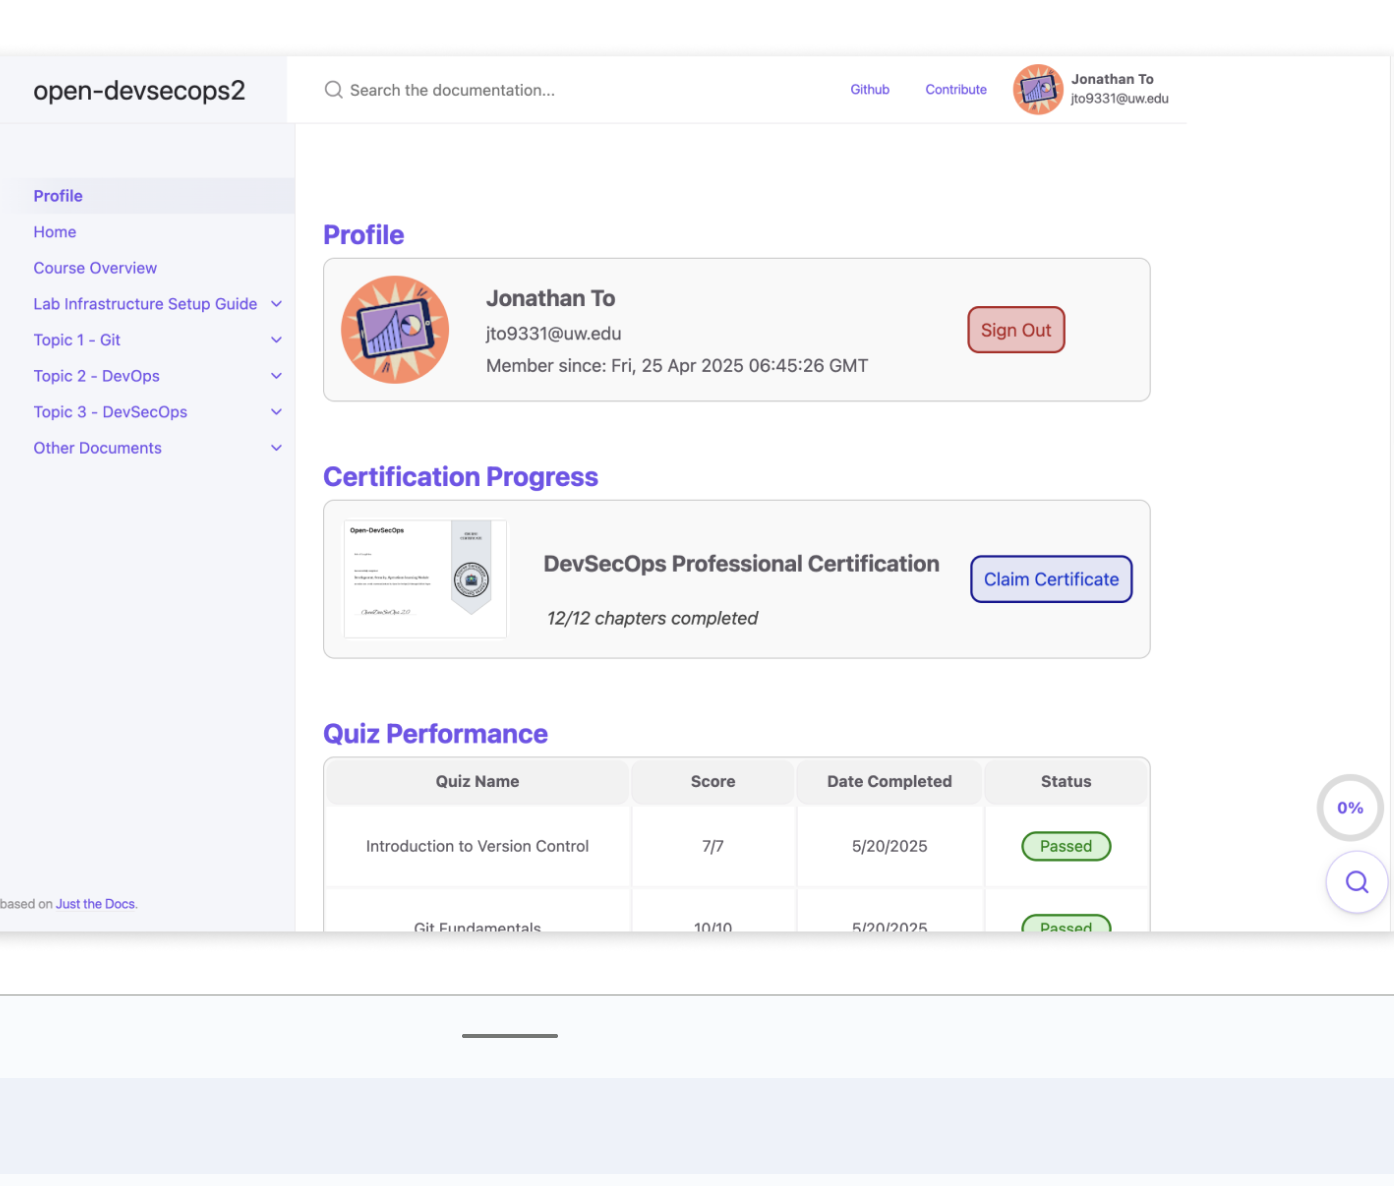 open-devsecops2
Search the documentation...
Github
Contribute
Jonathan To
jto9331@uw.edu
Profile
Home
Course Overview
Lab Infrastructure Setup Guide
Topic 1 - Git
Topic 2 - DevOps
Topic 3 - DevSecOps
Other Documents
based on Just the Docs.
Profile
Jonathan To
jto9331@uw.edu
Member since: Fri, 25 Apr 2025 06:45:26 GMT
Sign Out
Certification Progress
Open-DevSecOps
DevSecOps Professional Certification
12/12 chapters completed
Claim Certificate
Quiz Performance
Quiz Name Score Date Completed Status
Introduction to Version Control 7/7 5/20/2025 Passed
Git Fundamentals 10/10 5/20/2025 Passed
0%